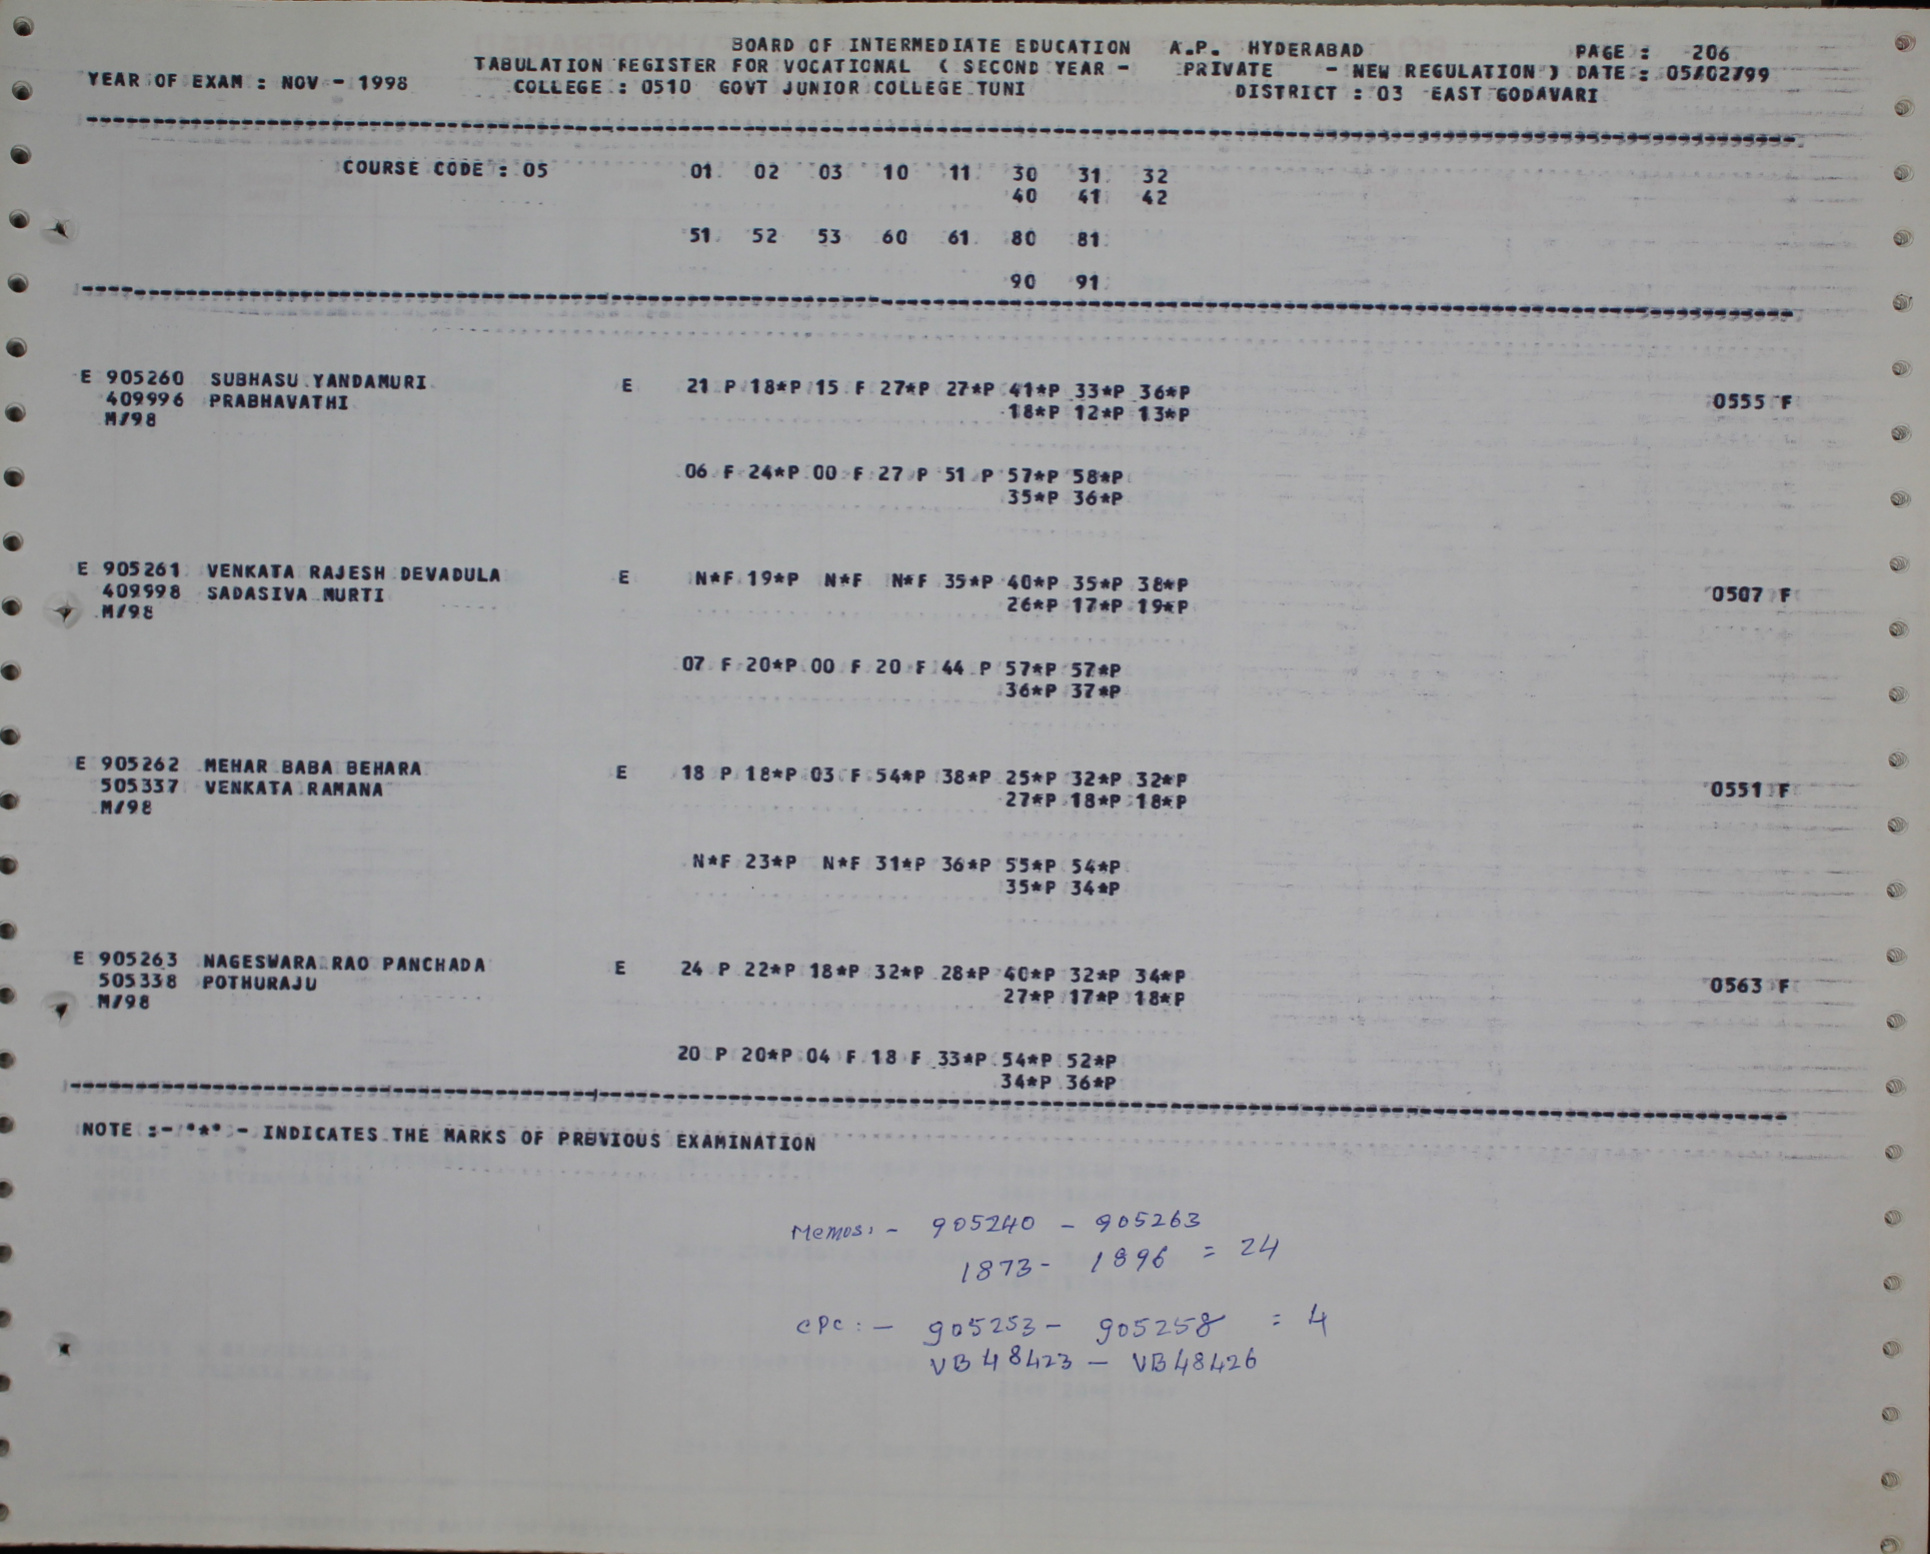 BOARD OF INTERMEDIATE EDUCATION A.P. HYDERABAD PAGE : 206
YEAR OF EXAM : NOV - 1998 TABULATION REGISTER FOR VOCATIONAL ( SECOND YEAR - PRIVATE - NEW REGULATION ) DATE : 05/02/99
COLLEGE : 0510 GOVT JUNIOR COLLEGE TUNI DISTRICT : 03 EAST GODAVARI
COURSE CODE : 05 01 02 03 10 11 30 31 32
40 41 42
51 52 53 60 61 80 81
90 91
E 905260 SUBHASU YANDAMURI E 21 P 18*P 15 F 27*P 27*P 41*P 33*P 36*P
409996 PRABHAVATHI 18*P 12*P 13*P 0555 F
M/98
06 F 24*P 00 F 27 P 51 P 57*P 58*P
35*P 36*P
E 905261 VENKATA RAJESH DEVADULA E N*F 19*P N*F N*F 35*P 40*P 35*P 38*P
409998 SADASIVA MURTI 26*P 17*P 19*P 0507 F
M/98
07 F 20*P 00 F 20 F 44 P 57*P 57*P
36*P 37*P
E 905262 MEHAR BABA BEHARA E 18 P 18*P 03 F 54*P 38*P 25*P 32*P 32*P
505337 VENKATA RAMANA 27*P 18*P 18*P 0551 F
M/98
N*F 23*P N*F 31*P 36*P 55*P 54*P
35*P 34*P
E 905263 NAGESWARA RAO PANCHADA E 24 P 22*P 18*P 32*P 28*P 40*P 32*P 34*P
505338 POTHURAJU 27*P 17*P 18*P 0563 F
M/98
20 P 20*P 04 F 18 F 33*P 54*P 52*P
34*P 36*P
NOTE :- '*' - INDICATES THE MARKS OF PREVIOUS EXAMINATION
Memos: - 905240 - 905263
1873 - 1896 = 24
CPC : - 905253 - 905258 = 4
VB 48423 - VB48426